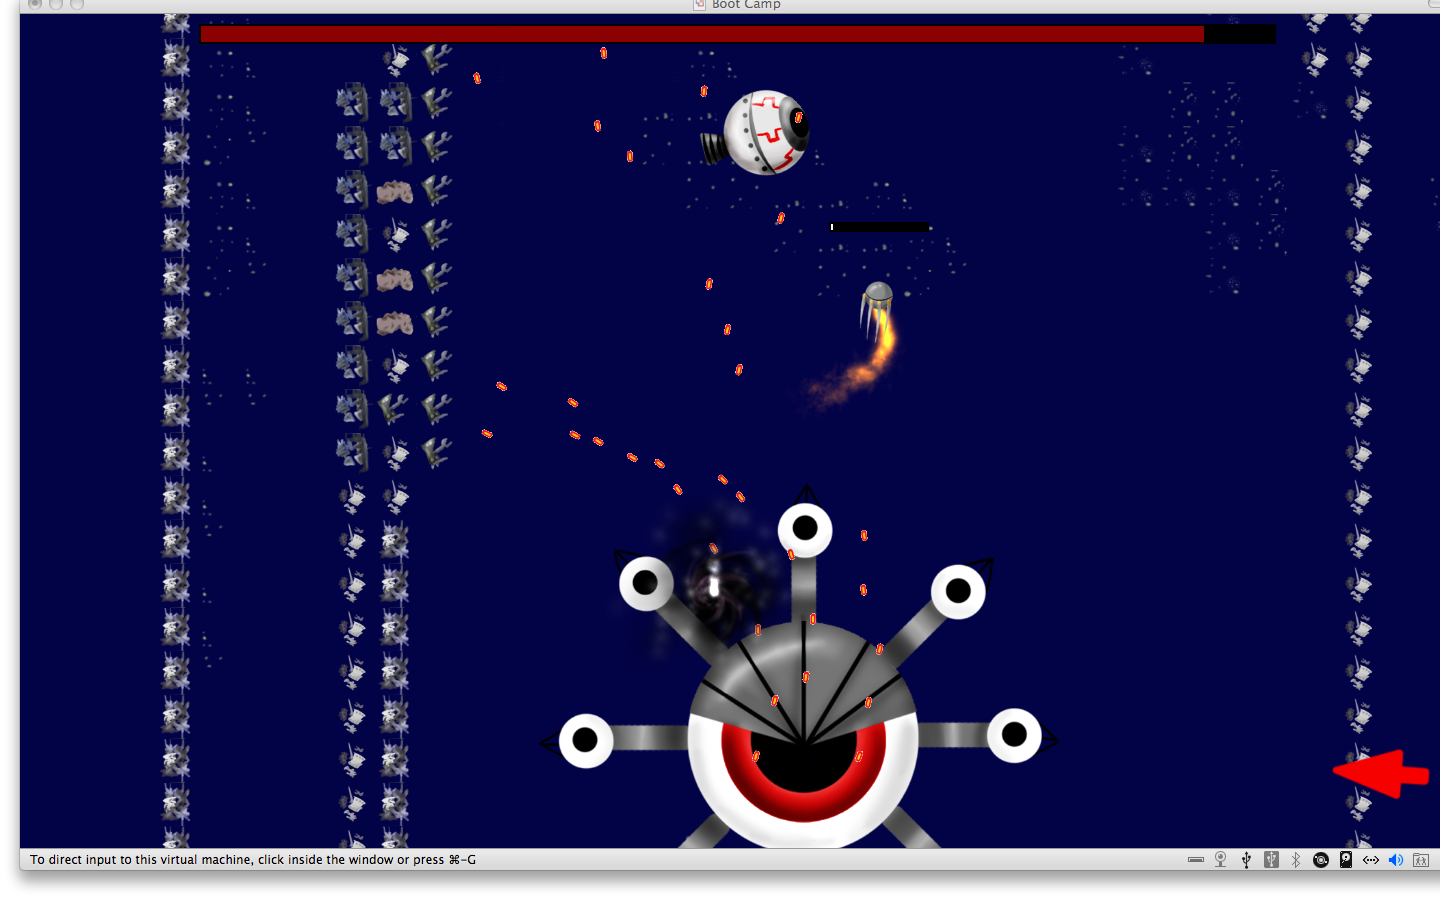 Boot Camp
To direct input to this virtual machine, click inside the window or press ⌘-G